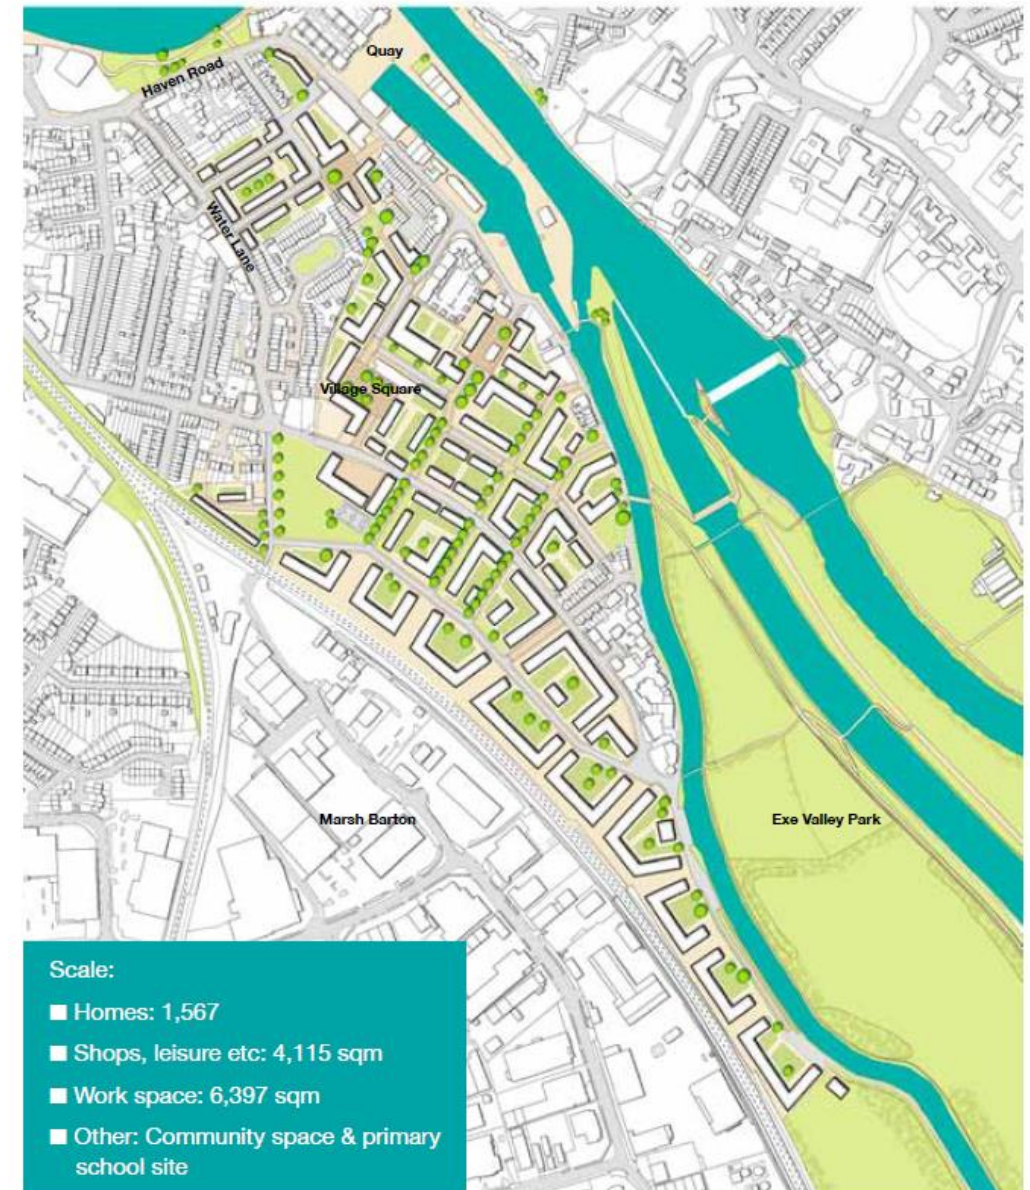 Quay
Haven Road
Water Lane
Village Square
Marsh Barton
Exe Valley Park
Scale:
■ Homes: 1,567
■ Shops, leisure etc: 4,115 sqm
■ Work space: 6,397 sqm
■ Other: Community space & primary
school site